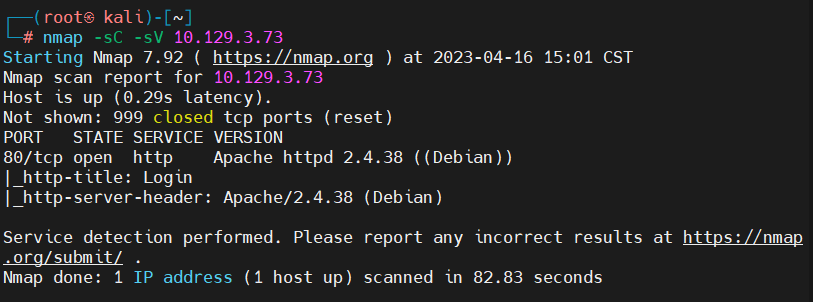 ┌──(root㉿ kali)-[~]
└─# nmap -sC -sV 10.129.3.73
Starting Nmap 7.92 ( https://nmap.org ) at 2023-04-16 15:01 CST
Nmap scan report for 10.129.3.73
Host is up (0.29s latency).
Not shown: 999 closed tcp ports (reset)
PORT   STATE SERVICE VERSION
80/tcp open  http    Apache httpd 2.4.38 ((Debian))
|_http-title: Login
|_http-server-header: Apache/2.4.38 (Debian)

Service detection performed. Please report any incorrect results at https://nmap
.org/submit/ .
Nmap done: 1 IP address (1 host up) scanned in 82.83 seconds